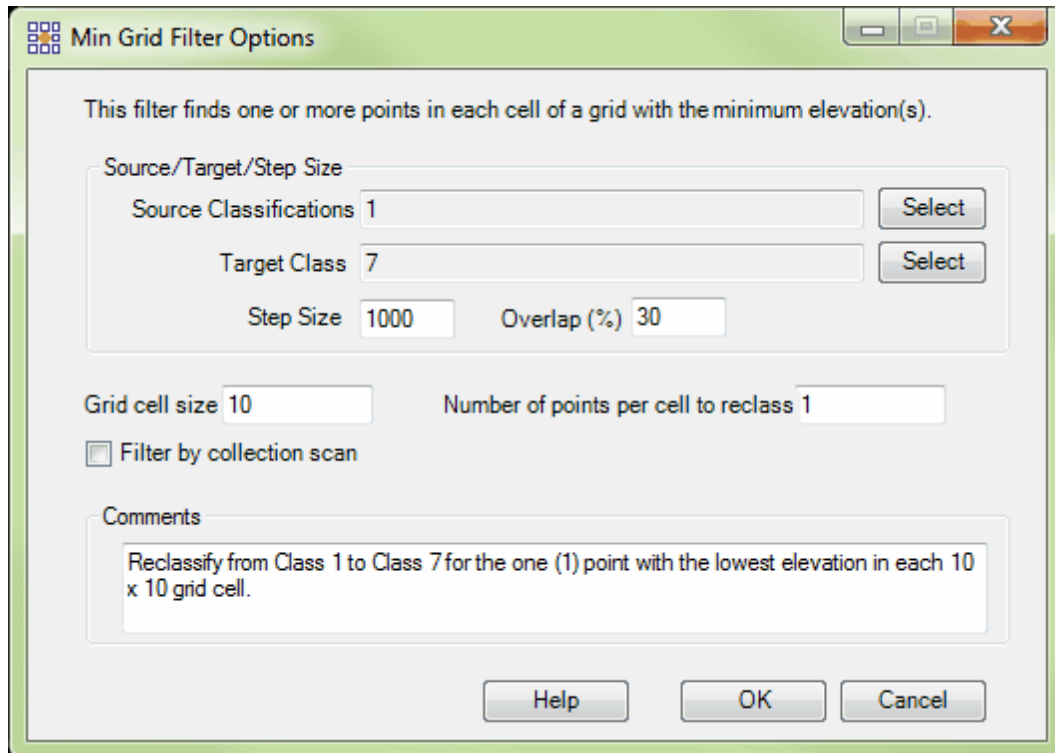 Min Grid Filter Options
This filter finds one or more points in each cell of a grid with the minimum elevation(s).
Source/Target/Step Size
Source Classifications 1 Select
Target Class 7 Select
Step Size 1000 Overlap (%) 30
Grid cell size 10 Number of points per cell to reclass 1
Filter by collection scan
Comments
Reclassify from Class 1 to Class 7 for the one (1) point with the lowest elevation in each 10
x 10 grid cell.
Help OK Cancel